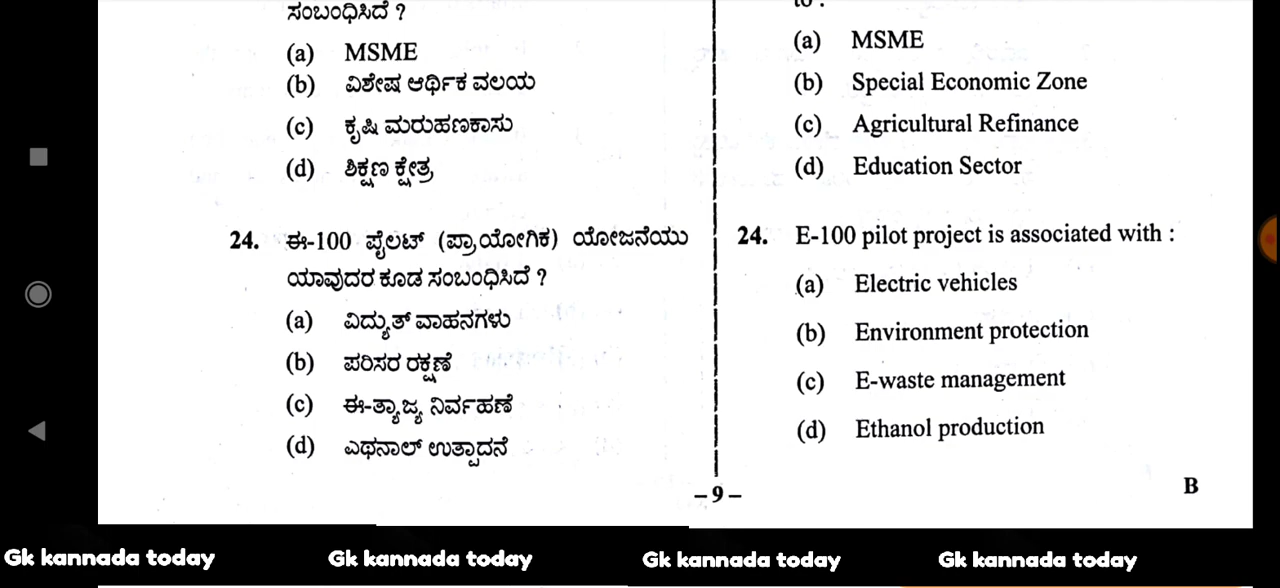 ಸಂಬಂಧಿಸಿದೆ ?
(a) MSME
(b) ವಿಶೇಷ ಆರ್ಥಿಕ ವಲಯ
(c) ಕೃಷಿ ಮರುಹಣಕಾಸು
(d) ಶಿಕ್ಷಣ ಕ್ಷೇತ್ರ
24. ಈ-100 ಪೈಲಟ್ (ಪ್ರಾಯೋಗಿಕ) ಯೋಜನೆಯು
ಯಾವುದರ ಕೂಡ ಸಂಬಂಧಿಸಿದೆ ?
(a) ವಿದ್ಯುತ್ ವಾಹನಗಳು
(b) ಪರಿಸರ ರಕ್ಷಣೆ
(c) ಈ-ತ್ಯಾಜ್ಯ ನಿರ್ವಹಣೆ
(d) ಎಥನಾಲ್ ಉತ್ಪಾದನೆ
to :
(a) MSME
(b) Special Economic Zone
(c) Agricultural Refinance
(d) Education Sector
24. E-100 pilot project is associated with :
(a) Electric vehicles
(b) Environment protection
(c) E-waste management
(d) Ethanol production
– 9 –
B
Gk kannada today Gk kannada today Gk kannada today Gk kannada today